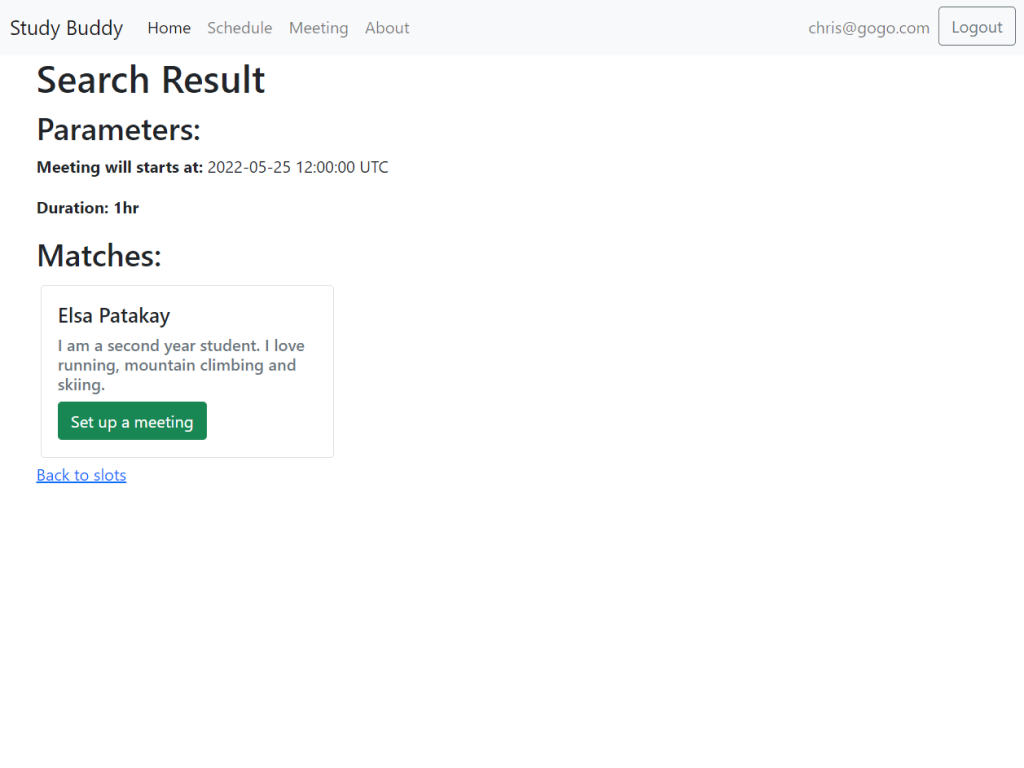 Study Buddy Home Schedule Meeting About chris@gogo.com Logout
Search Result
Parameters:
Meeting will starts at: 2022-05-25 12:00:00 UTC
Duration: 1hr
Matches:
Elsa Patakay
I am a second year student. I love
running, mountain climbing and
skiing.
Set up a meeting
Back to slots